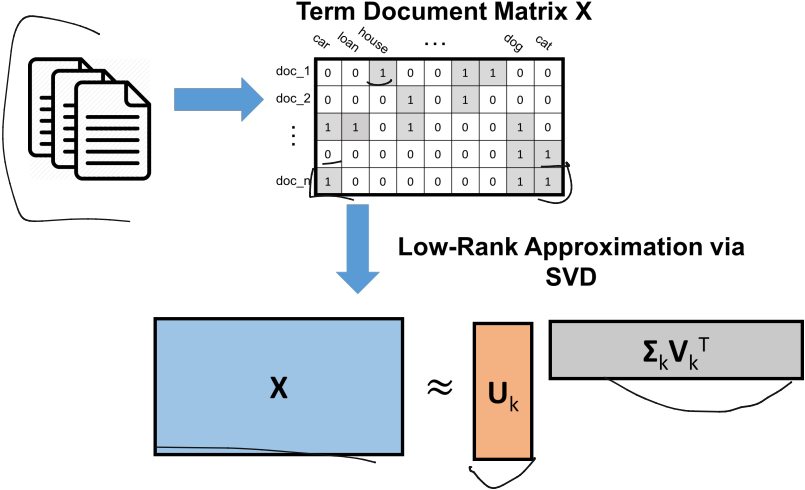 Term Document Matrix X
car loan house ... dog cat
doc_1 0 0 1 0 0 1 1 0 0
doc_2 0 0 0 1 0 1 0 0 0
⋮ 1 1 0 1 0 0 0 1 0
0 0 0 0 0 0 0 1 1
doc_n 1 0 0 0 0 0 0 1 1
Low-Rank Approximation via
SVD
X ≈ Uₖ ΣₖVₖᵀ